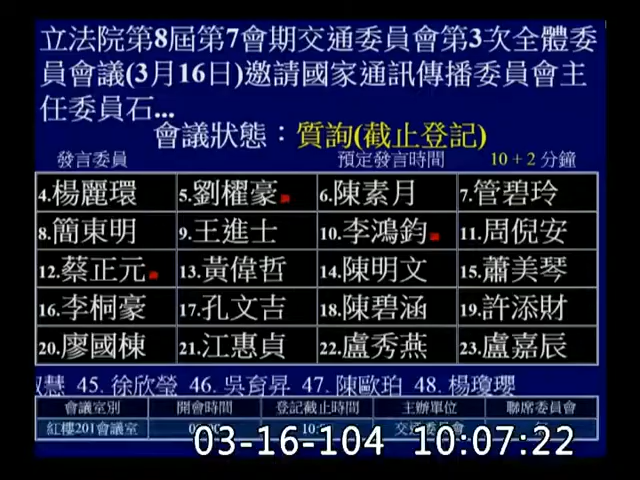 立法院第8屆第7會期交通委員會第3次全體委
員會議(3月16日)邀請國家通訊傳播委員會主
任委員石...
會議狀態：質詢(截止登記)
發言委員 預定發言時間 10 + 2 分鐘
4.楊麗環 5.劉櫂豪 6.陳素月 7.管碧玲
8.簡東明 9.王進士 10.李鴻鈞 11.周倪安
12.蔡正元 13.黃偉哲 14.陳明文 15.蕭美琴
16.李桐豪 17.孔文吉 18.陳碧涵 19.許添財
20.廖國棟 21.江惠貞 22.盧秀燕 23.盧嘉辰
慧 45. 徐欣瑩 46. 吳育昇 47. 陳歐珀 48. 楊瓊瓔
會議室別 開會時間 登記截止時間 主辦單位 聯席委員會
紅樓201會議室 交通委員會
03-16-104 10:07:22